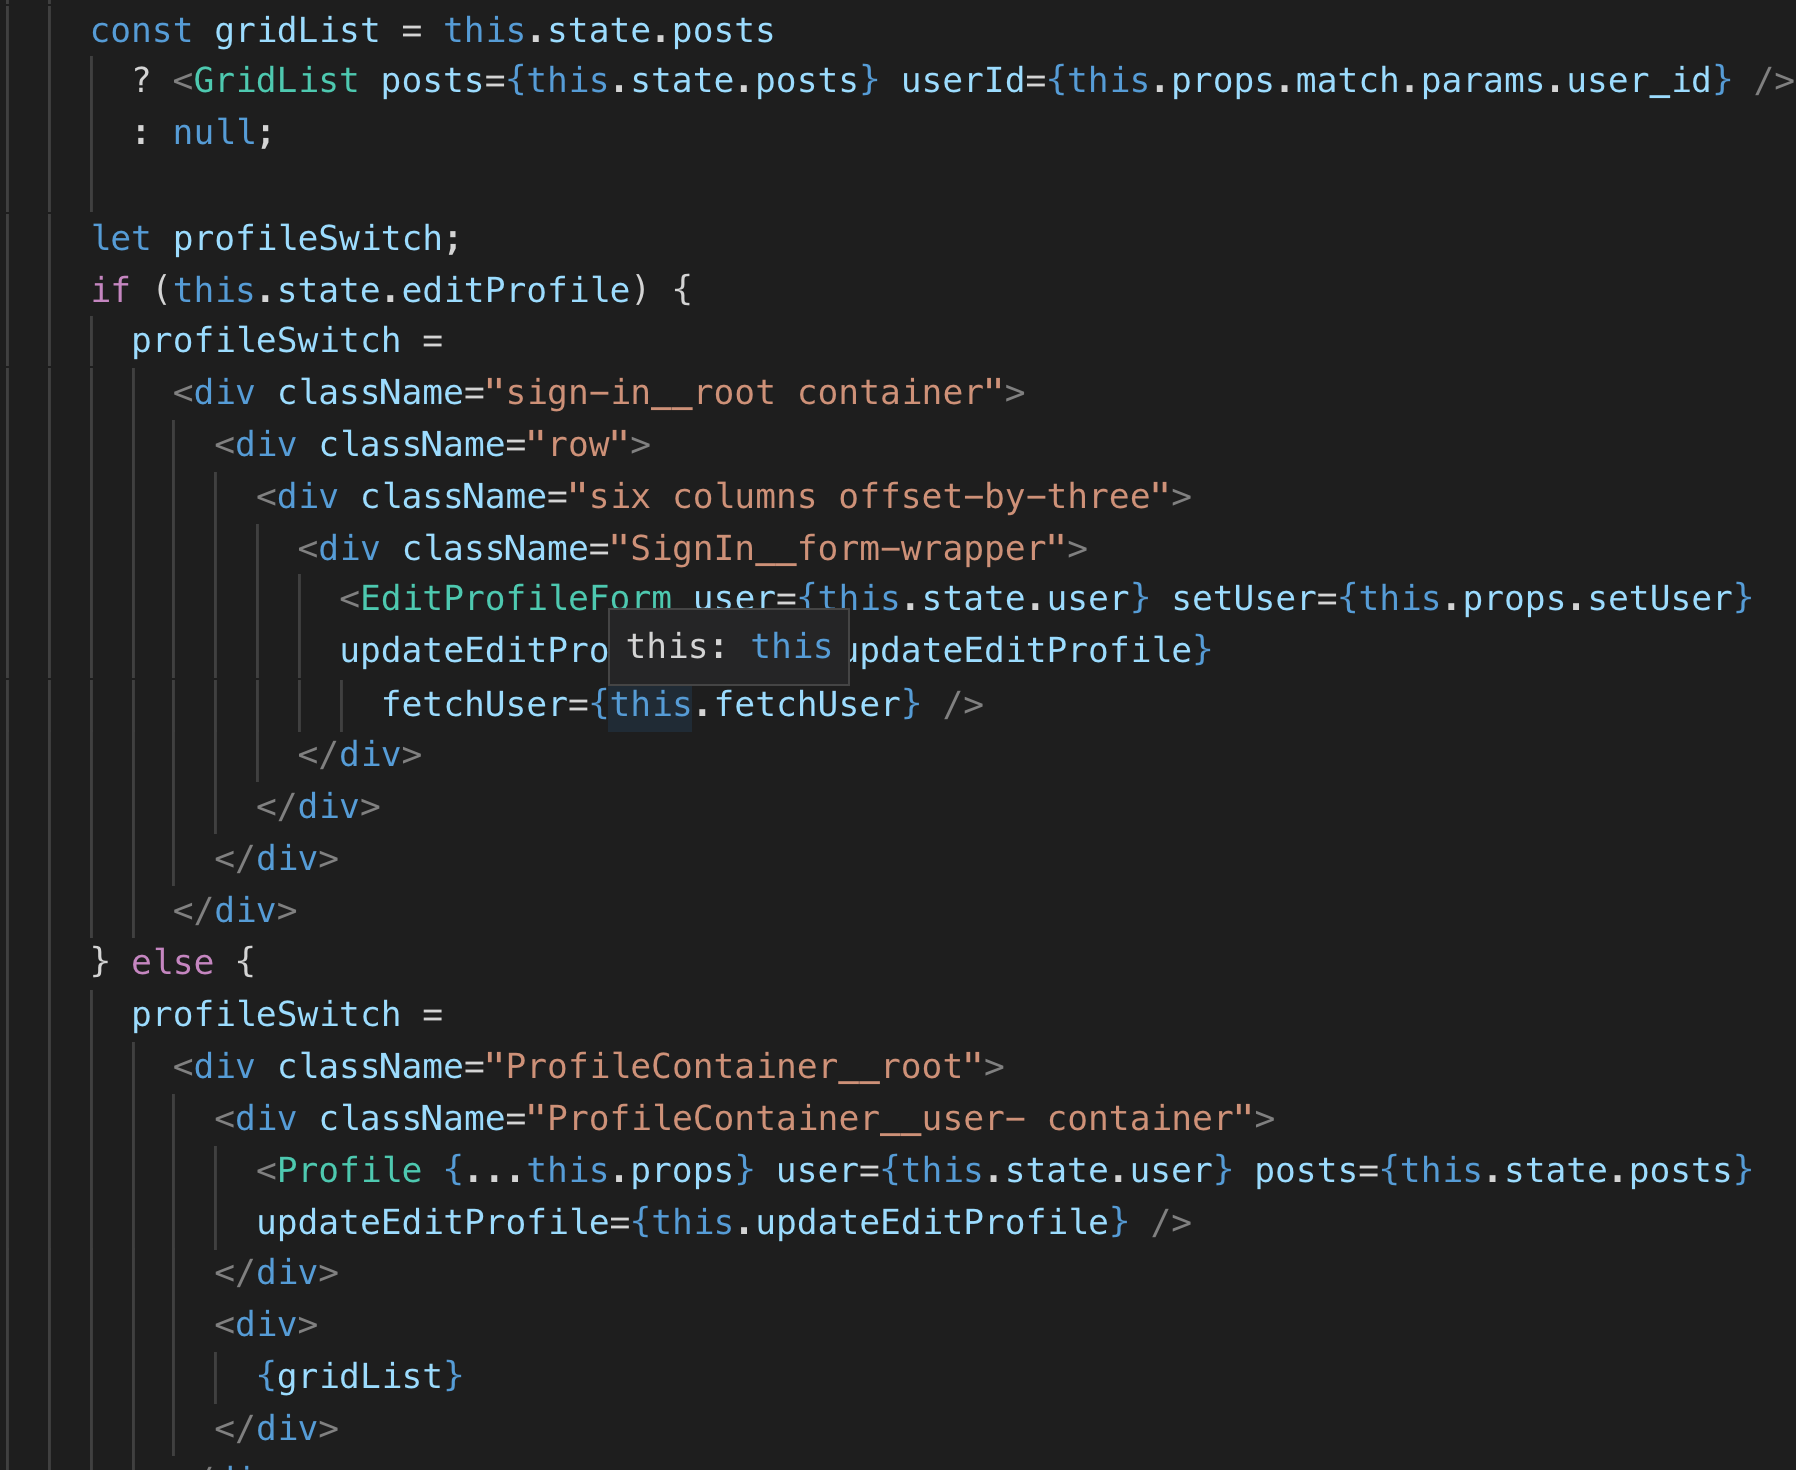 const gridList = this.state.posts
? <GridList posts={this.state.posts} userId={this.props.match.params.user_id} />
: null;
let profileSwitch;
if (this.state.editProfile) {
profileSwitch =
<div className="sign-in__root container">
<div className="row">
<div className="six columns offset-by-three">
<div className="SignIn__form-wrapper">
<EditProfileForm user={this.state.user} setUser={this.props.setUser}
updateEditPro this: this updateEditProfile}
fetchUser={this.fetchUser} />
</div>
</div>
</div>
</div>
} else {
profileSwitch =
<div className="ProfileContainer__root">
<div className="ProfileContainer__user- container">
<Profile {...this.props} user={this.state.user} posts={this.state.posts}
updateEditProfile={this.updateEditProfile} />
</div>
<div>
{gridList}
</div>